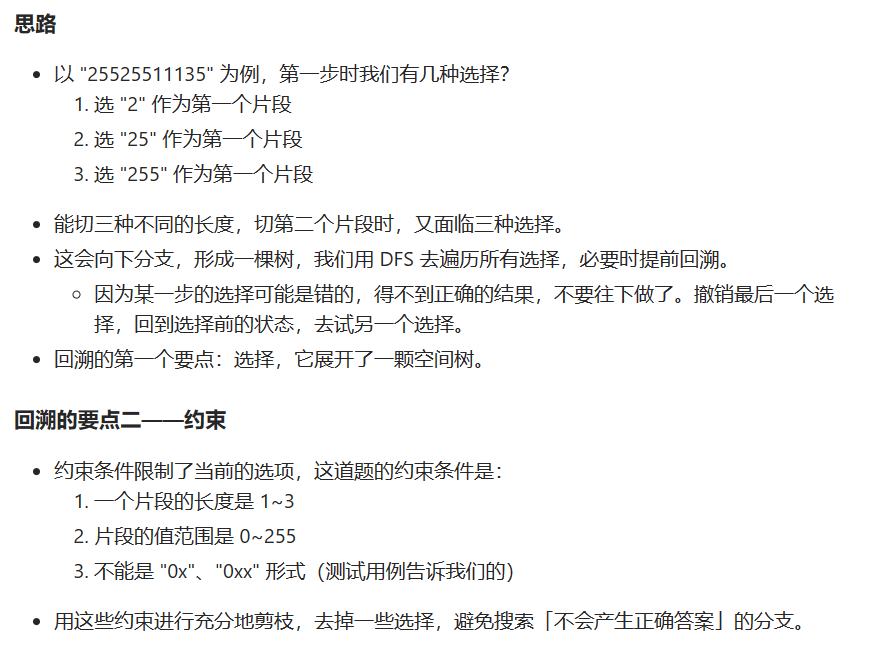 思路
以 "25525511135" 为例，第一步时我们有几种选择？
1. 选 "2" 作为第一个片段
2. 选 "25" 作为第一个片段
3. 选 "255" 作为第一个片段
能切三种不同的长度，切第二个片段时，又面临三种选择。
这会向下分支，形成一棵树，我们用 DFS 去遍历所有选择，必要时提前回溯。
因为某一步的选择可能是错的，得不到正确的结果，不要往下做了。撤销最后一个选
择，回到选择前的状态，去试另一个选择。
回溯的第一个要点：选择，它展开了一颗空间树。
回溯的要点二——约束
约束条件限制了当前的选项，这道题的约束条件是：
1. 一个片段的长度是 1~3
2. 片段的值范围是 0~255
3. 不能是 "0x"、"0xx" 形式（测试用例告诉我们的）
用这些约束进行充分地剪枝，去掉一些选择，避免搜索「不会产生正确答案」的分支。